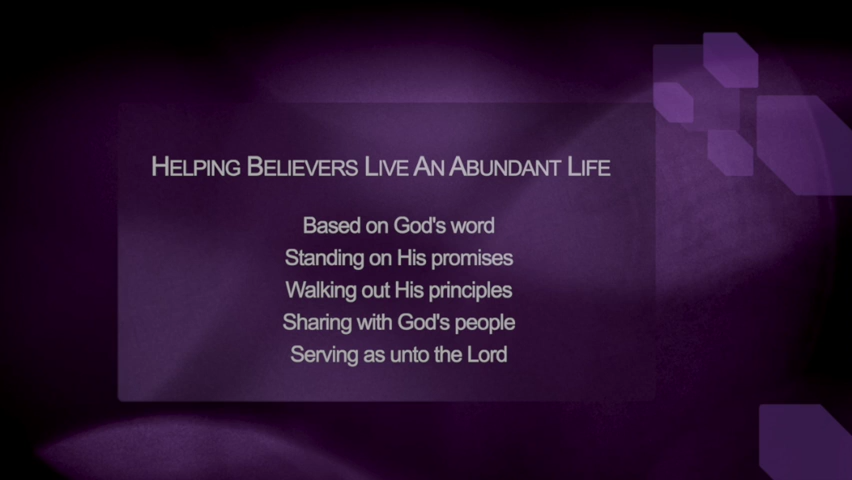 HELPING BELIEVERS LIVE AN ABUNDANT LIFE
Based on God's word
Standing on His promises
Walking out His principles
Sharing with God's people
Serving as unto the Lord